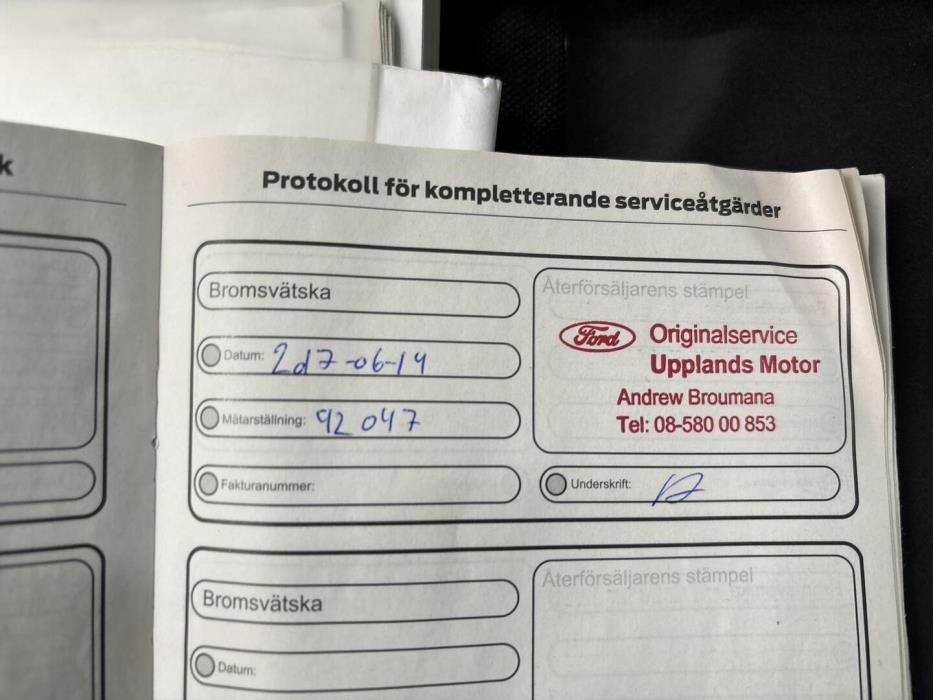 k
Protokoll för kompletterande serviceåtgärder
Bromsvätska
Datum: 2d7-06-14
Mätarställning: 92 047
Fakturanummer:
Återförsäljarens stämpel
Ford Originalservice
Upplands Motor
Andrew Broumana
Tel: 08-580 00 853
Underskrift:
Bromsvätska
Datum:
Återförsäljarens stämpel